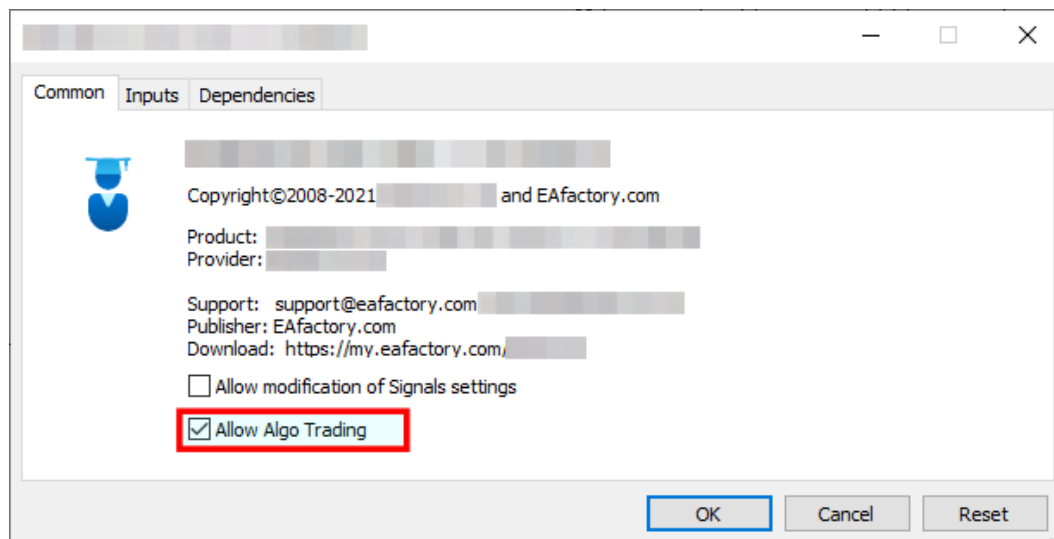 Common Inputs Dependencies
Copyright©2008-2021 and EAfactory.com
Product:
Provider:
Support: support@eafactory.com
Publisher: EAfactory.com
Download: https://my.eafactory.com/
Allow modification of Signals settings
Allow Algo Trading
OK Cancel Reset